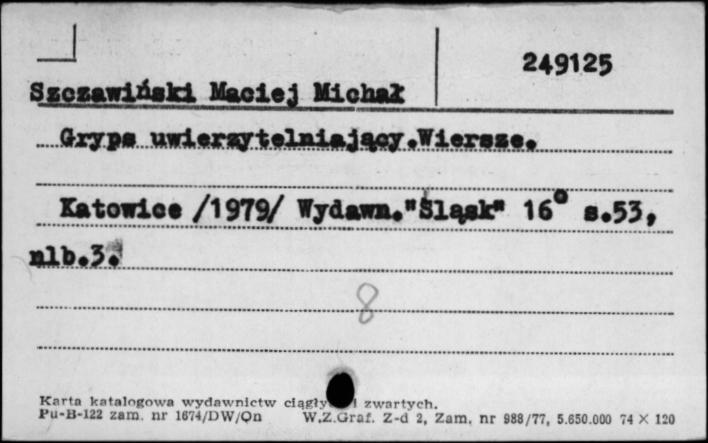 249125
Szczawiński Maciej Michał
Gryps uwierzytelniający.Wiersze.
Katowice /1979/ Wydawn."Śląsk" 16° s.53,
nlb.3.
8
Karta katalogowa wydawnictw ciągły i zwartych.
Pu-B-122 zam. nr 1674/DW/Qn W.Z.Graf. Z-d 2, Zam. nr 988/77, 5.650.000 74 × 120